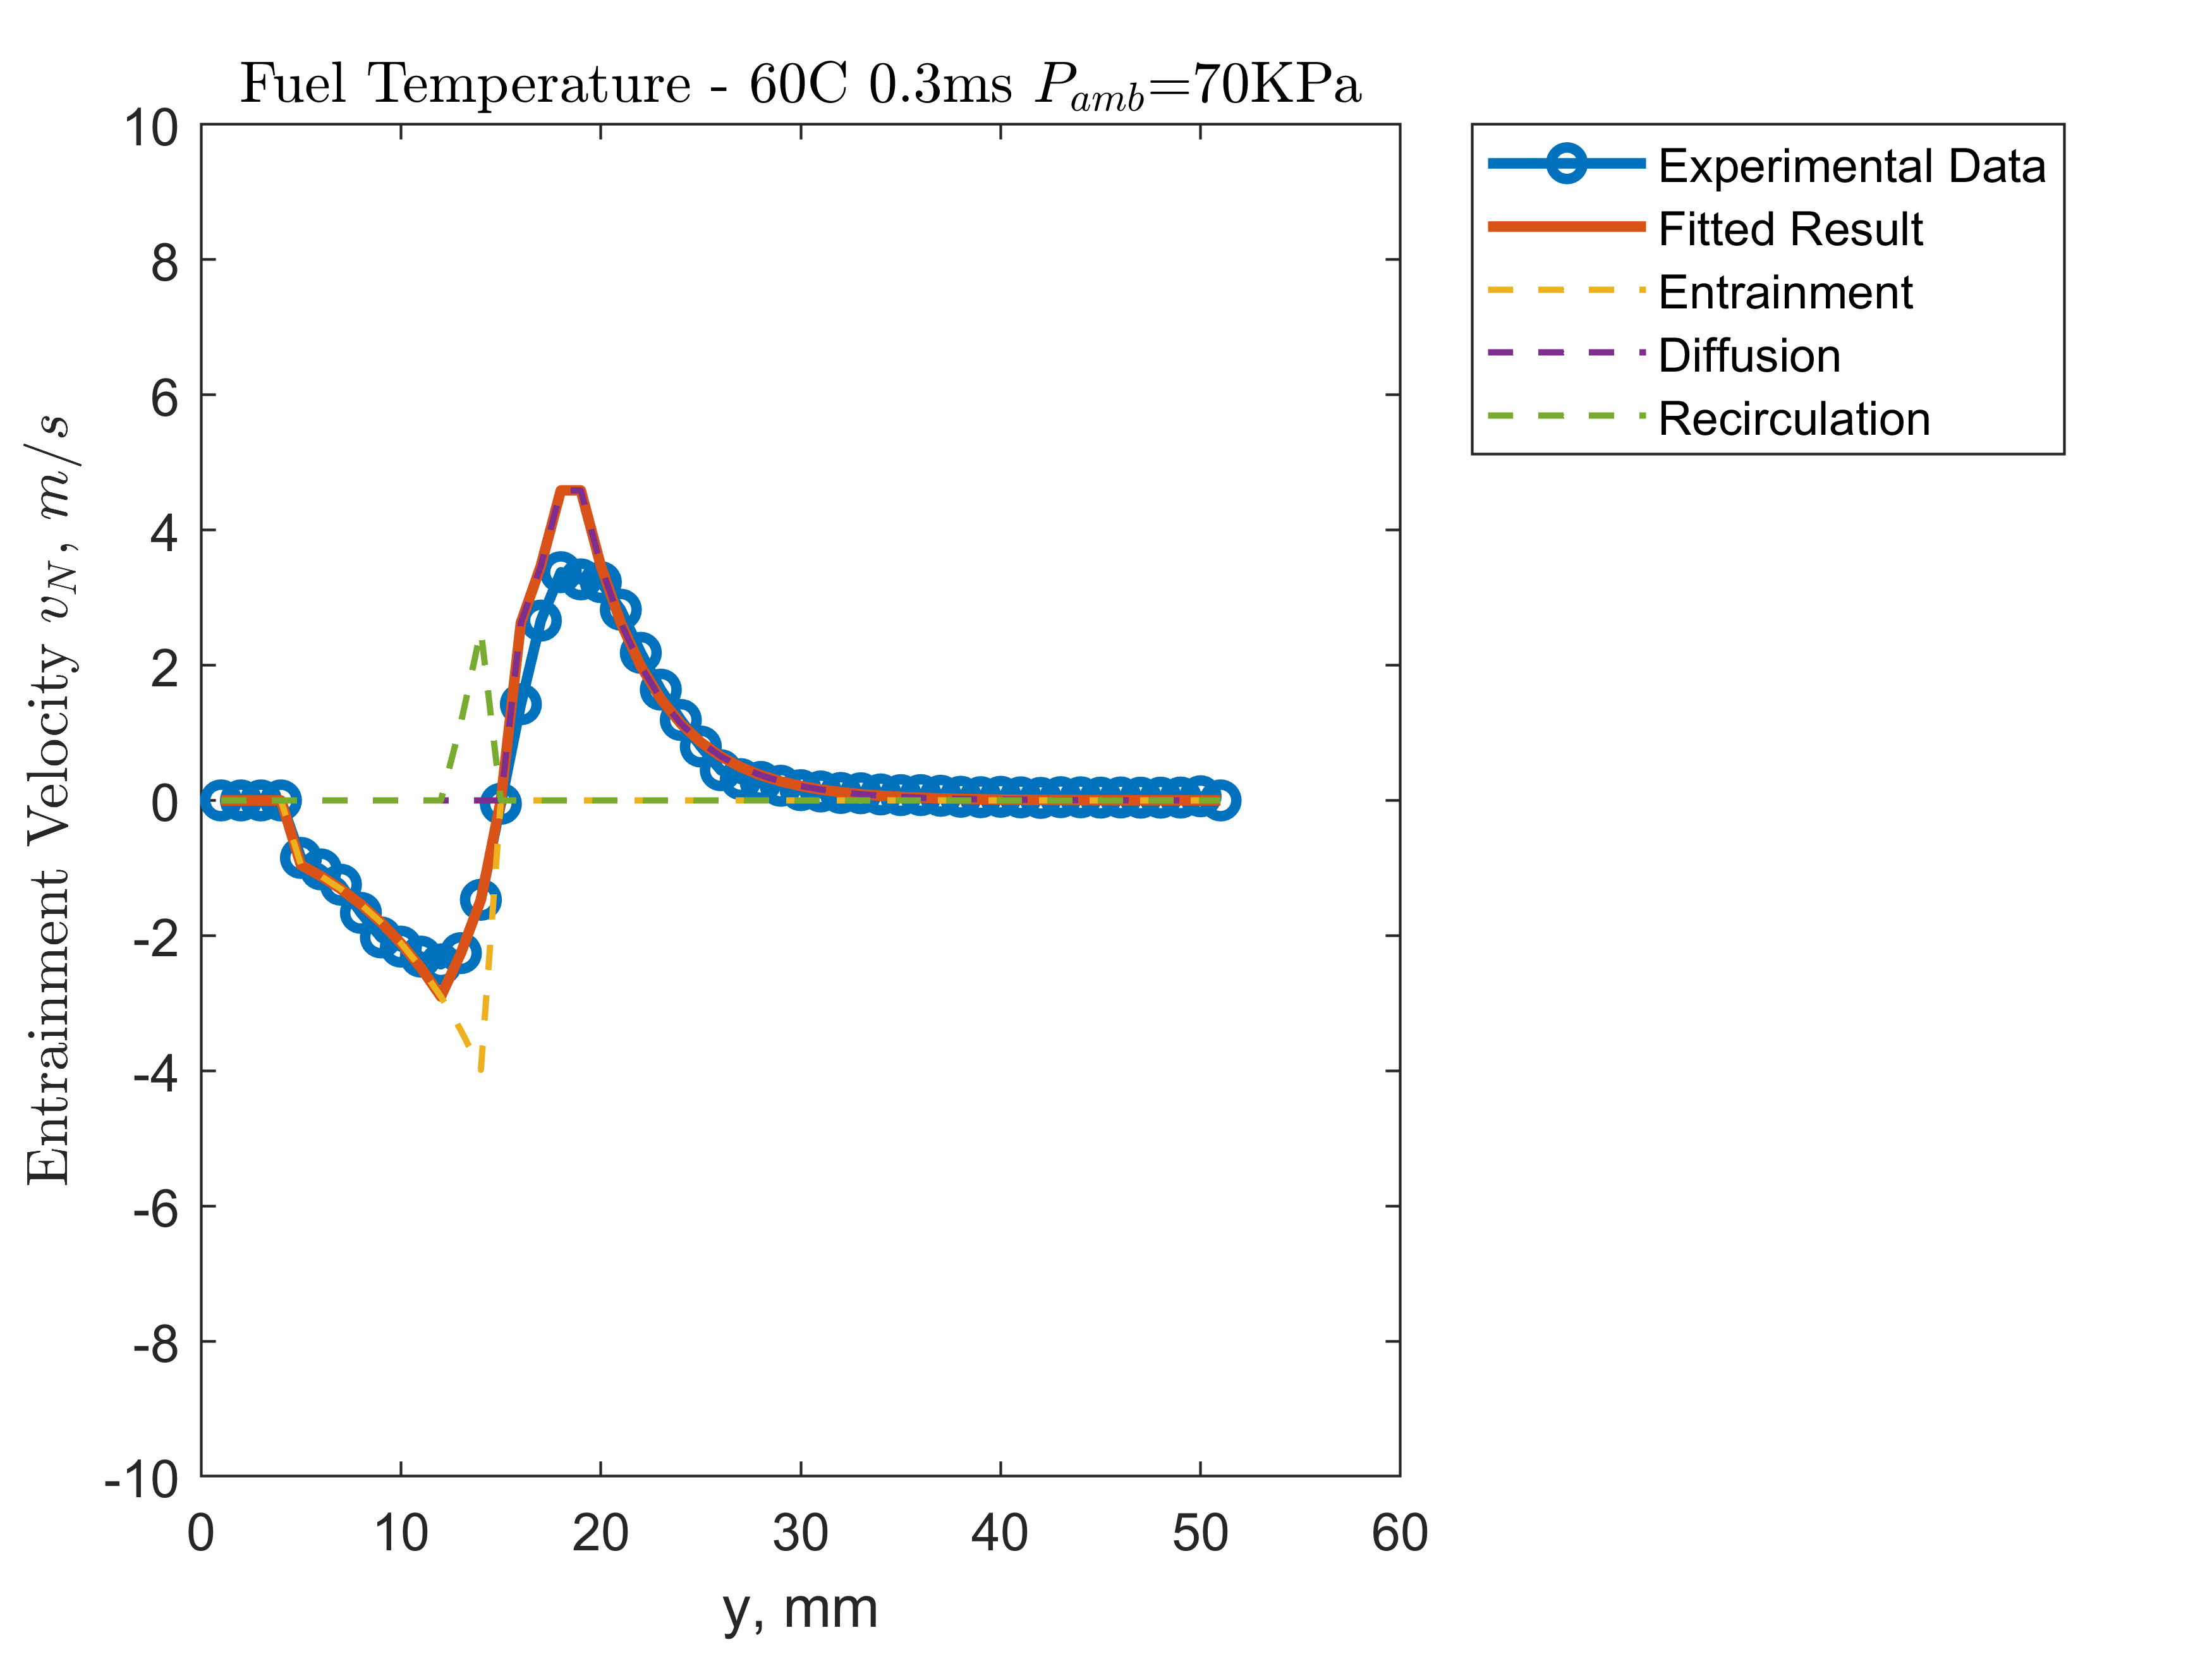 Fuel Temperature - 60C 0.3ms P_amb=70KPa
Experimental Data
Fitted Result
Entrainment
Diffusion
Recirculation
10
8
6
4
2
0
-2
-4
-6
-8
-10
Entrainment Velocity v_N, m/s
0 10 20 30 40 50 60
y, mm